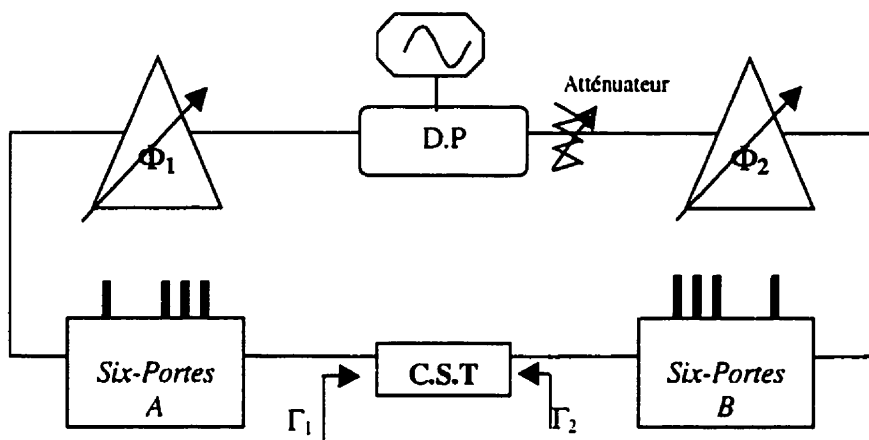 Atténuateur
D.P
Φ1
Φ2
Six-Portes
A
C.S.T
Six-Portes
B
Γ1
Γ2